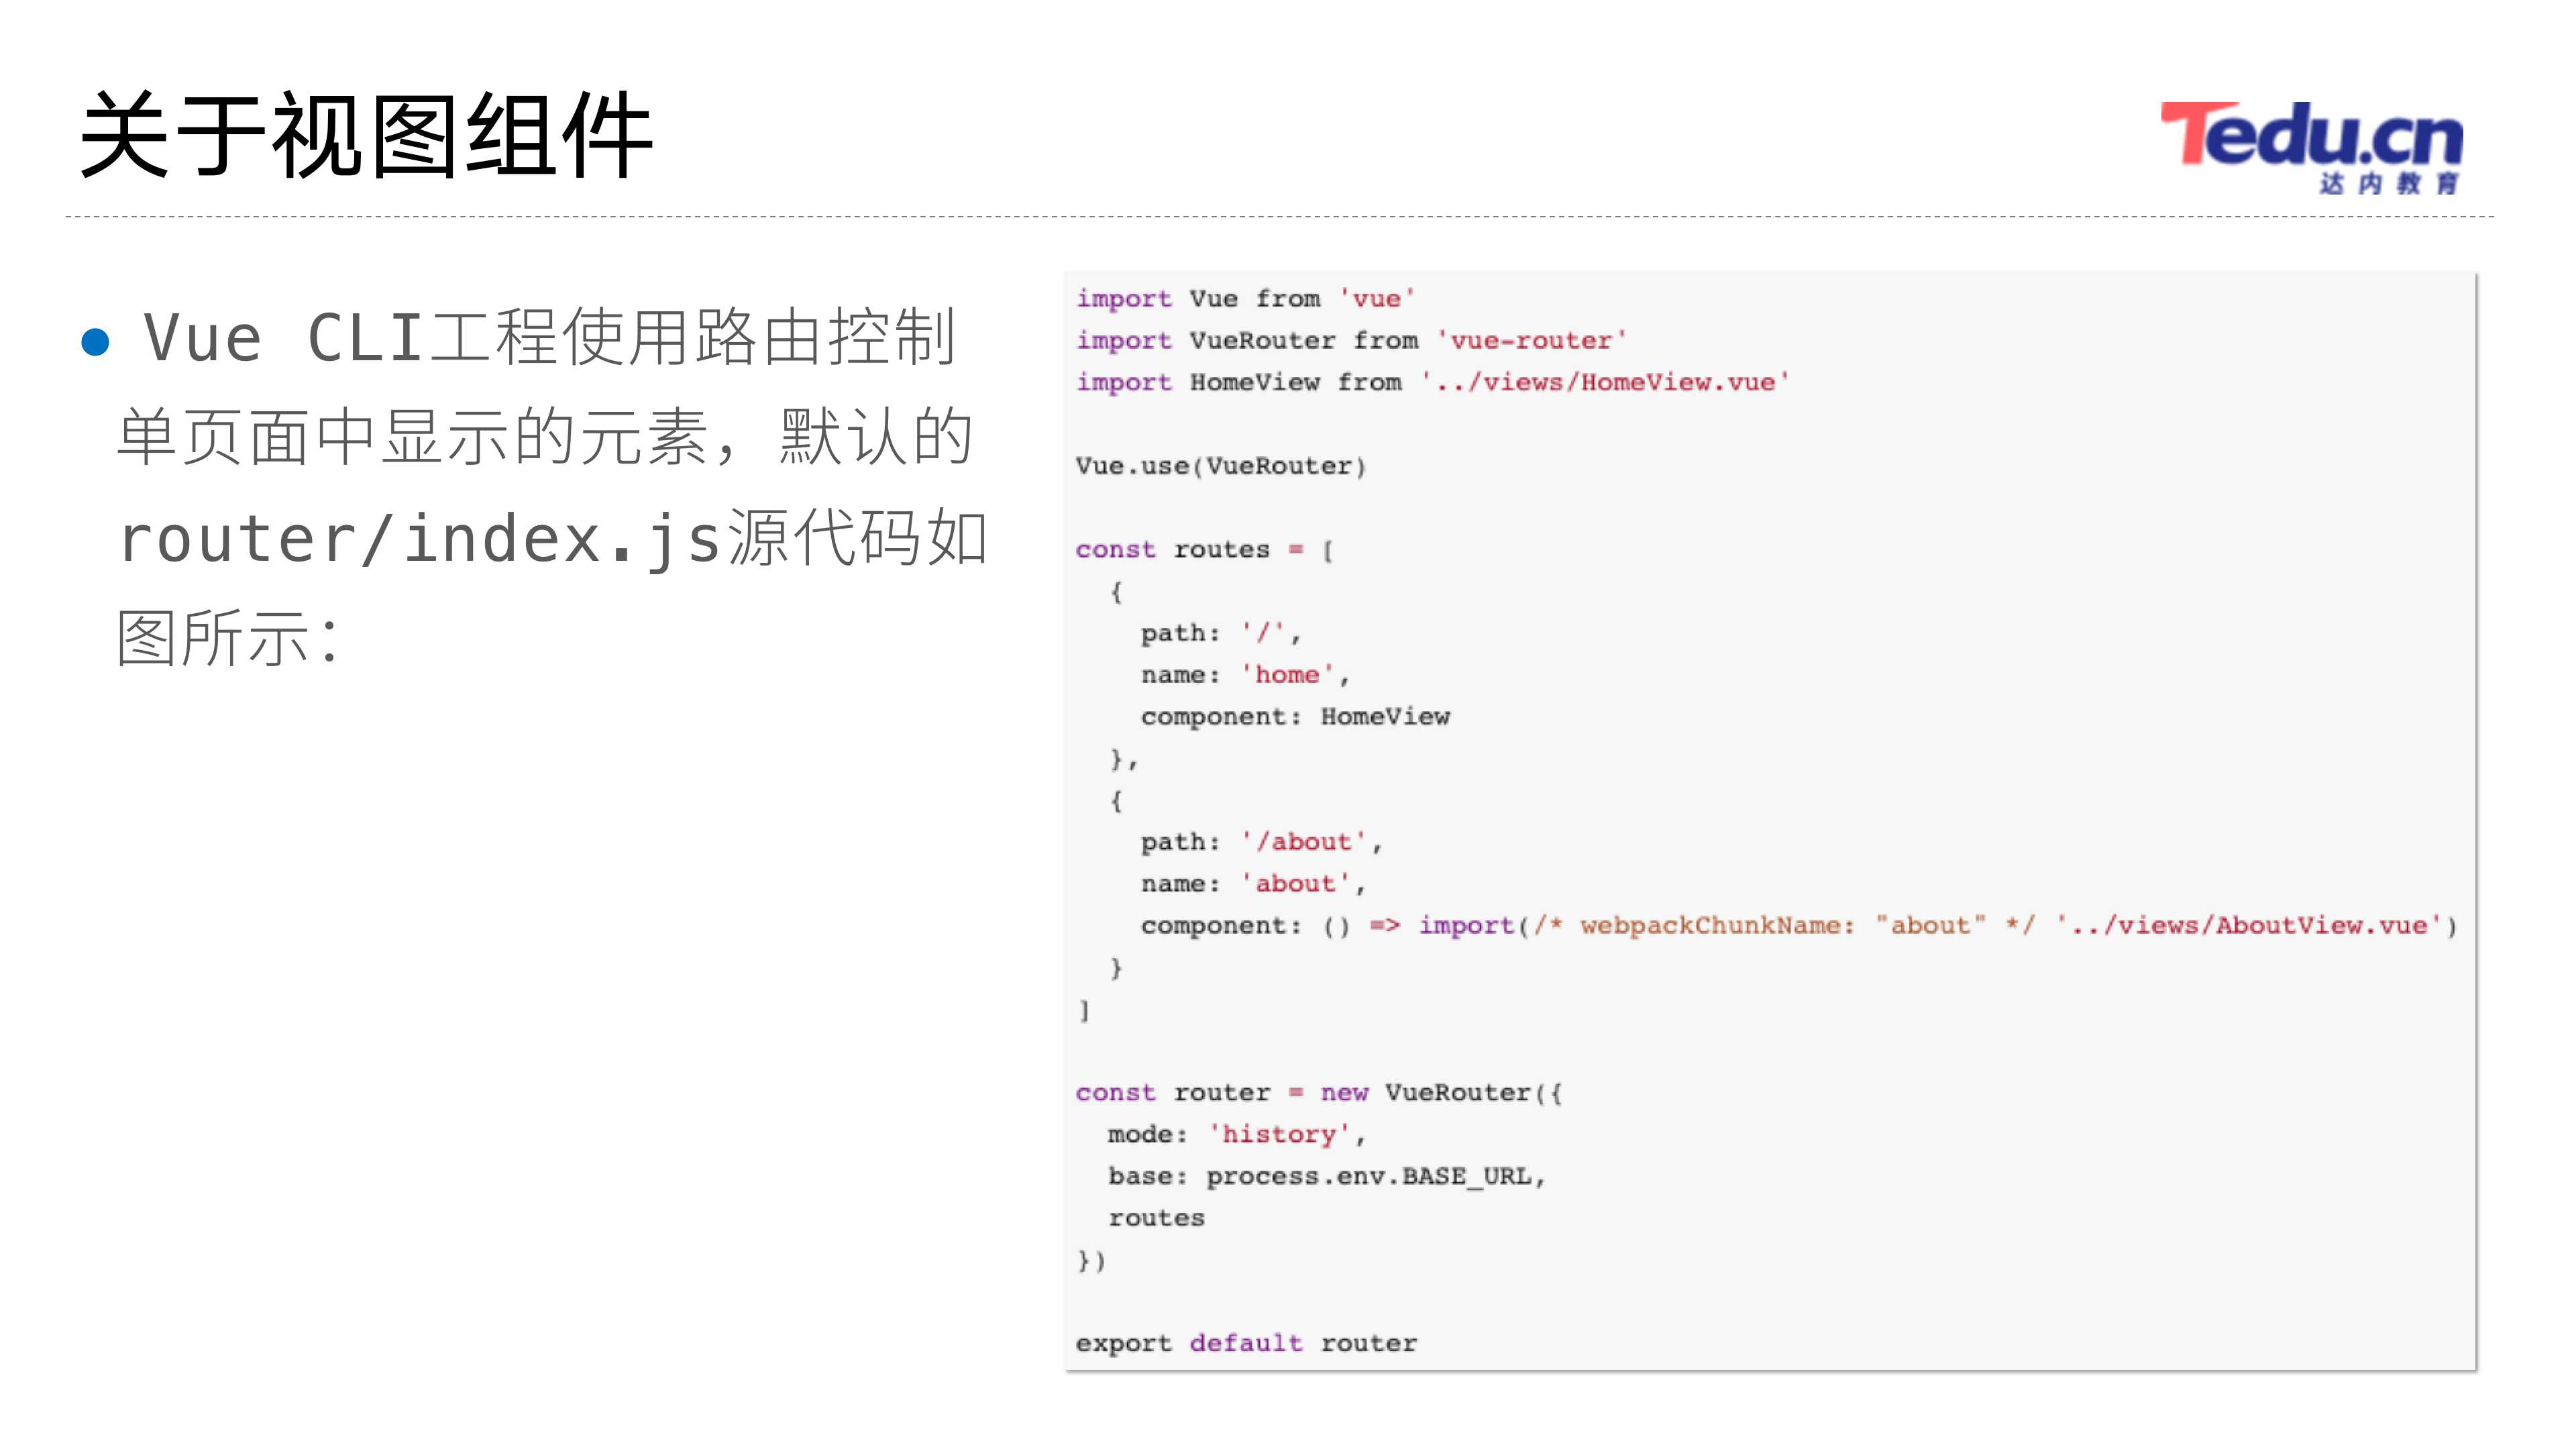 关于视图组件
Tedu.cn
达内教育
● Vue CLI工程使用路由控制
单页面中显示的元素，默认的
router/index.js源代码如
图所示：
import Vue from 'vue'
import VueRouter from 'vue-router'
import HomeView from '../views/HomeView.vue'

Vue.use(VueRouter)

const routes = [
  {
    path: '/',
    name: 'home',
    component: HomeView
  },
  {
    path: '/about',
    name: 'about',
    component: () => import(/* webpackChunkName: "about" */ '../views/AboutView.vue')
  }
]

const router = new VueRouter({
  mode: 'history',
  base: process.env.BASE_URL,
  routes
})

export default router